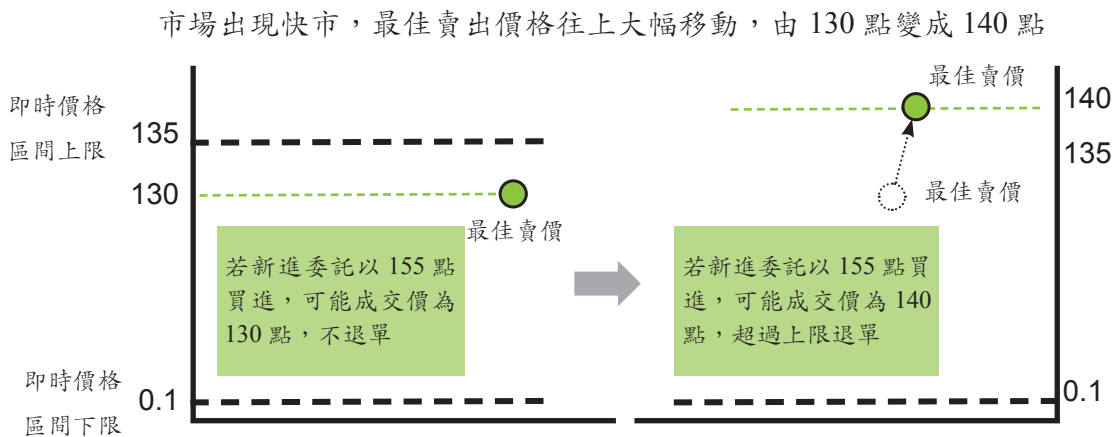 市場出現快市，最佳賣出價格往上大幅移動，由 130 點變成 140 點
即時價格
區間上限
135
130
最佳賣價
若新進委託以 155 點
買進，可能成交價為
130 點，不退單
即時價格
區間下限
0.1
最佳賣價
140
135
最佳賣價
若新進委託以 155 點買
進，可能成交價為 140
點，超過上限退單
0.1